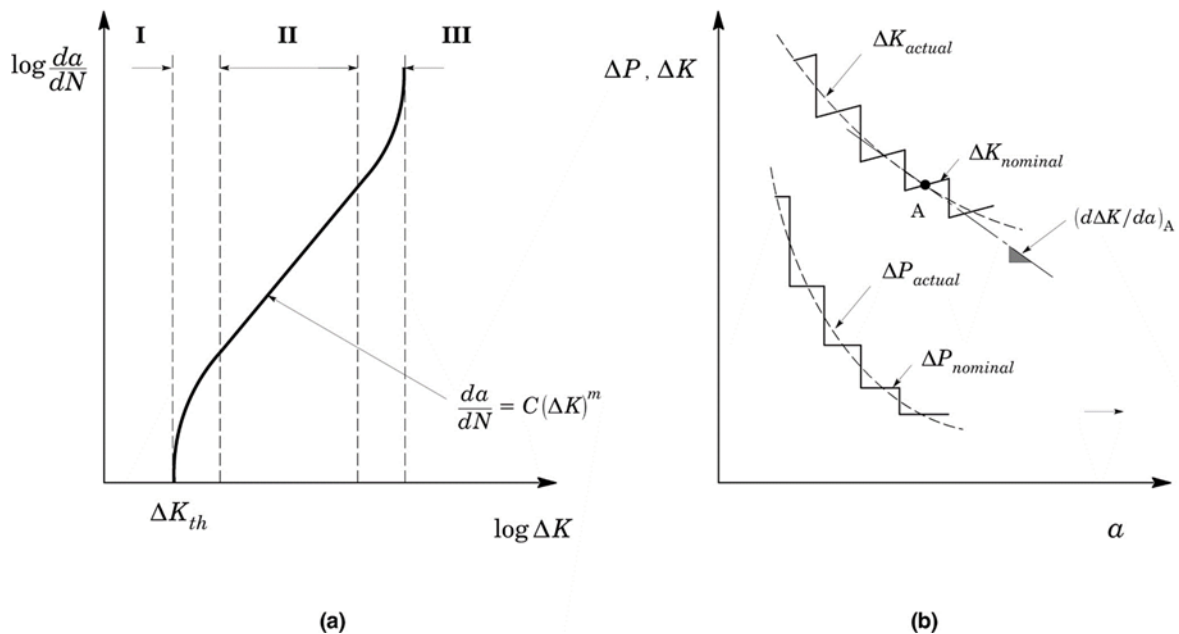 I II III
log da/dN
da/dN = C(ΔK)^m
ΔK_th
log ΔK
(a)
(b)
ΔP, ΔK
ΔK_actual
ΔK_nominal
A
(dΔK/da)_A
ΔP_actual
ΔP_nominal
a